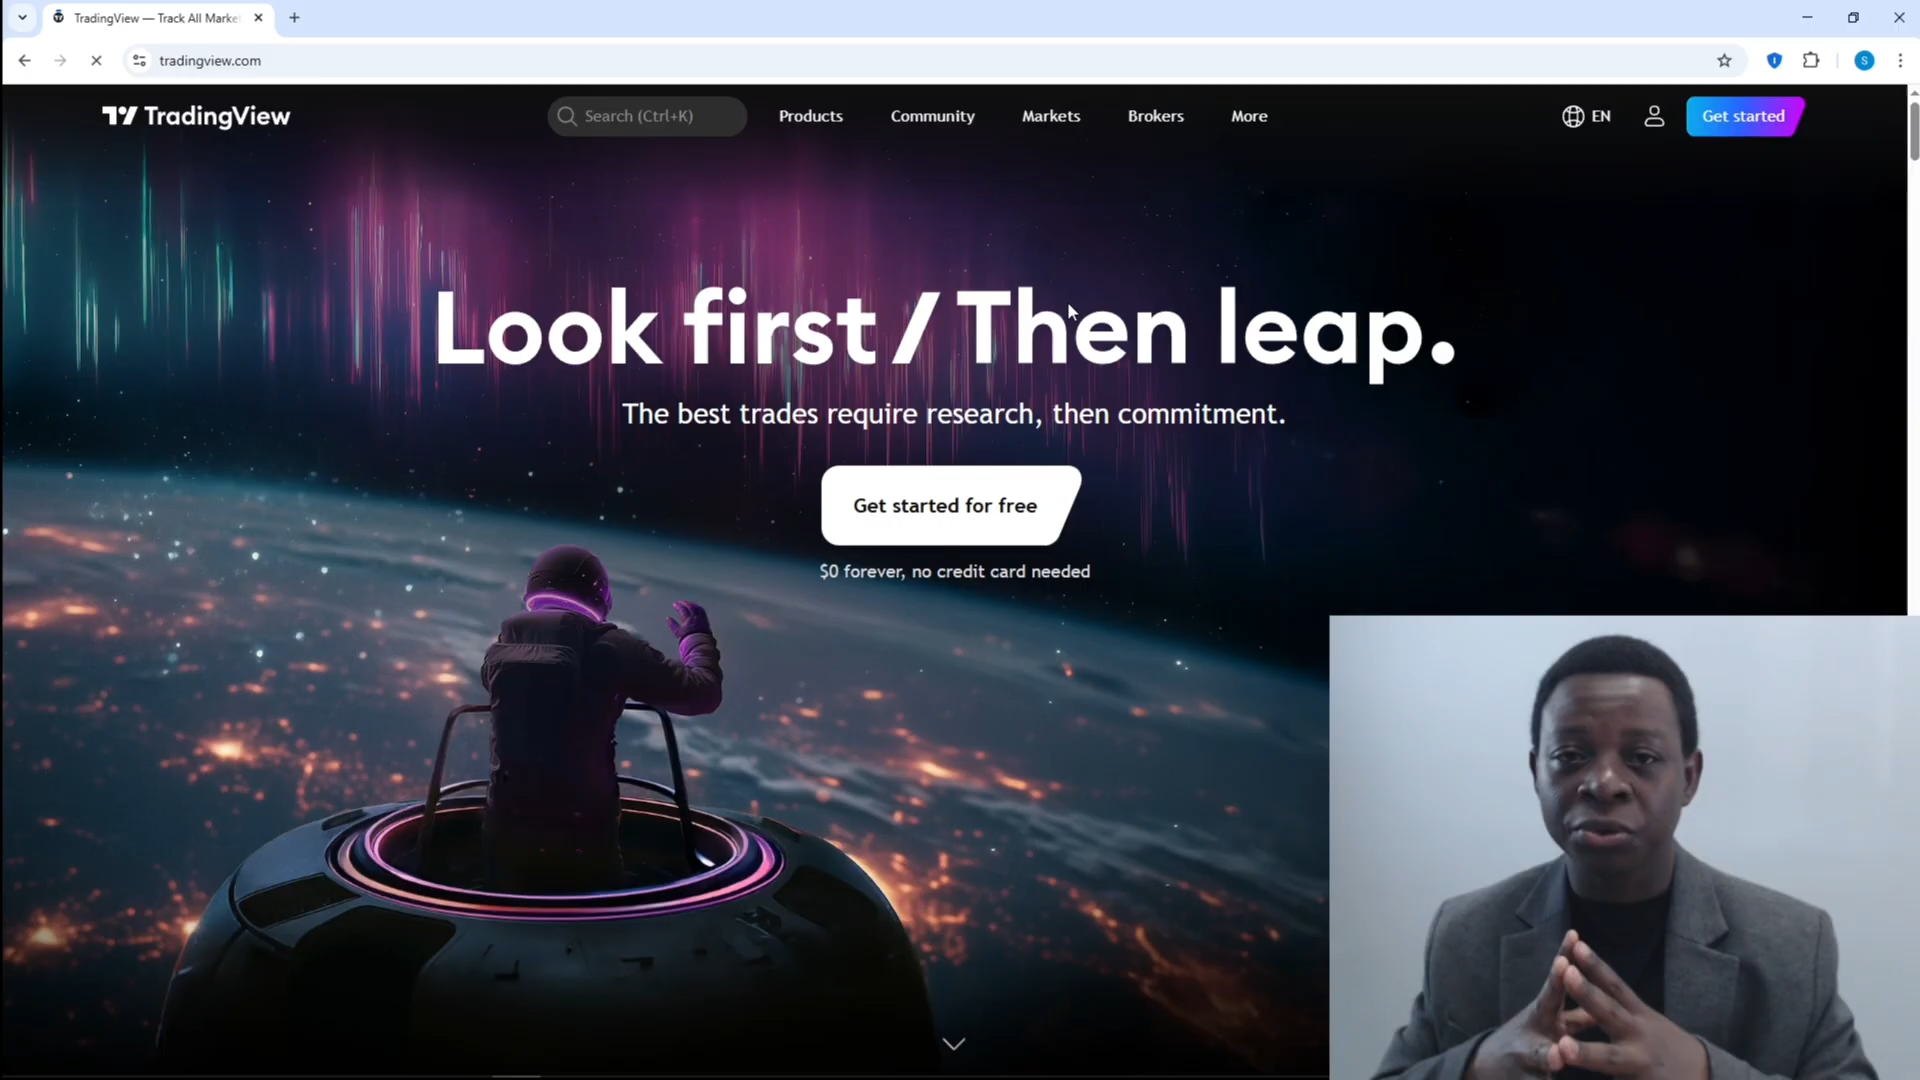 TradingView — Track All Marke
tradingview.com
S
TradingView
Search (Ctrl+K)
Products
Community
Markets
Brokers
More
EN
Get started
Look first / Then leap.
The best trades require research, then commitment.
Get started for free
$0 forever, no credit card needed